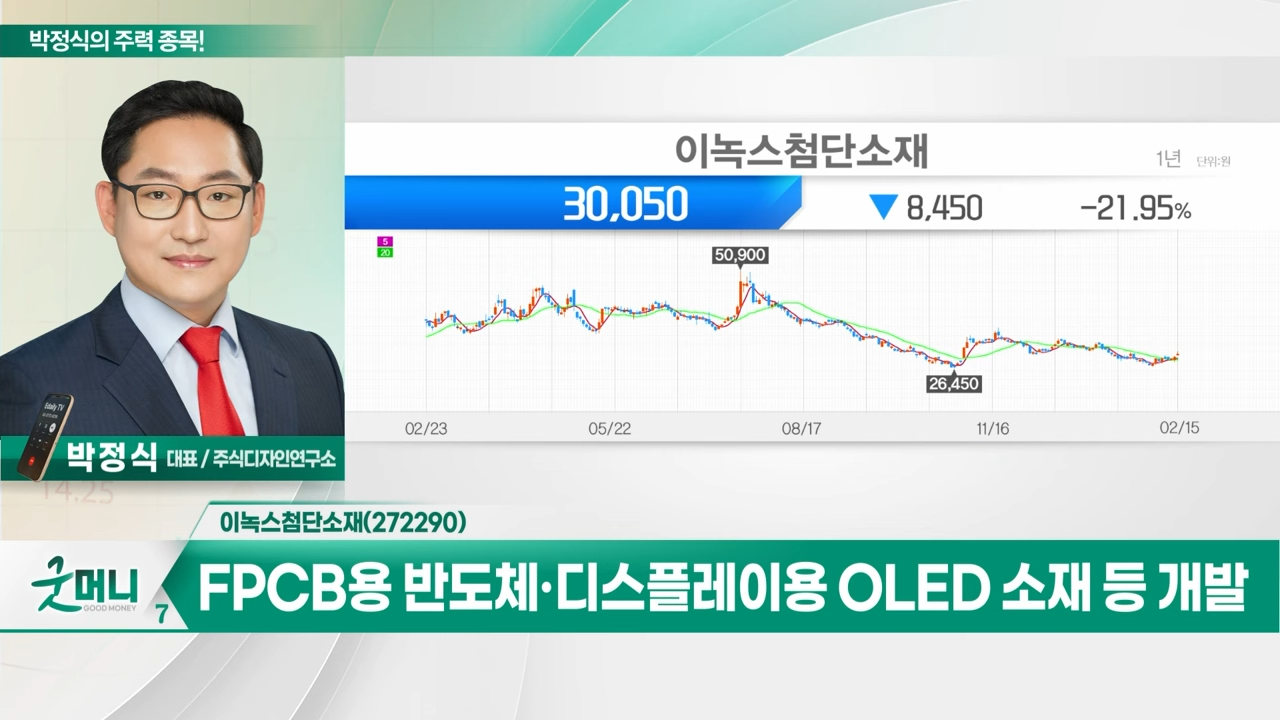 박정식의 주력 종목!
이녹스첨단소재
1년 단위:원
30,050 ▼ 8,450 -21.95%
5
20
50,900
26,450
02/23 05/22 08/17 11/16 02/15
Edaily TV
박정식 대표 / 주식디자인연구소
14.25
이녹스첨단소재(272290)
굿머니
GOOD MONEY
7
FPCB용 반도체·디스플레이용 OLED 소재 등 개발